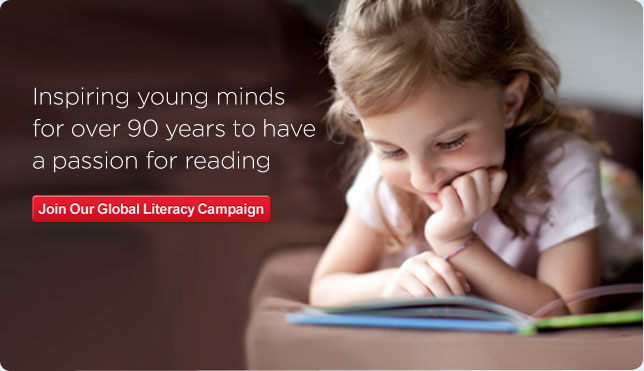 Inspiring young minds
for over 90 years to have
a passion for reading
Join Our Global Literacy Campaign